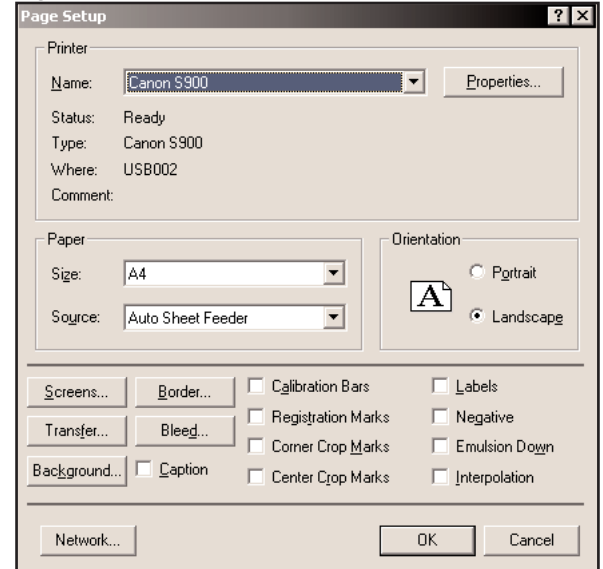 Page Setup ? X
Printer
Name: Canon S900 Properties...
Status: Ready
Type: Canon S900
Where: USB002
Comment:
Paper Orientation
Size: A4 Portrait
A
Source: Auto Sheet Feeder Landscape
Screens... Border... Calibration Bars Labels
Transfer... Bleed... Registration Marks Negative
Corner Crop Marks Emulsion Down
Background... Caption Center Crop Marks Interpolation
Network... OK Cancel